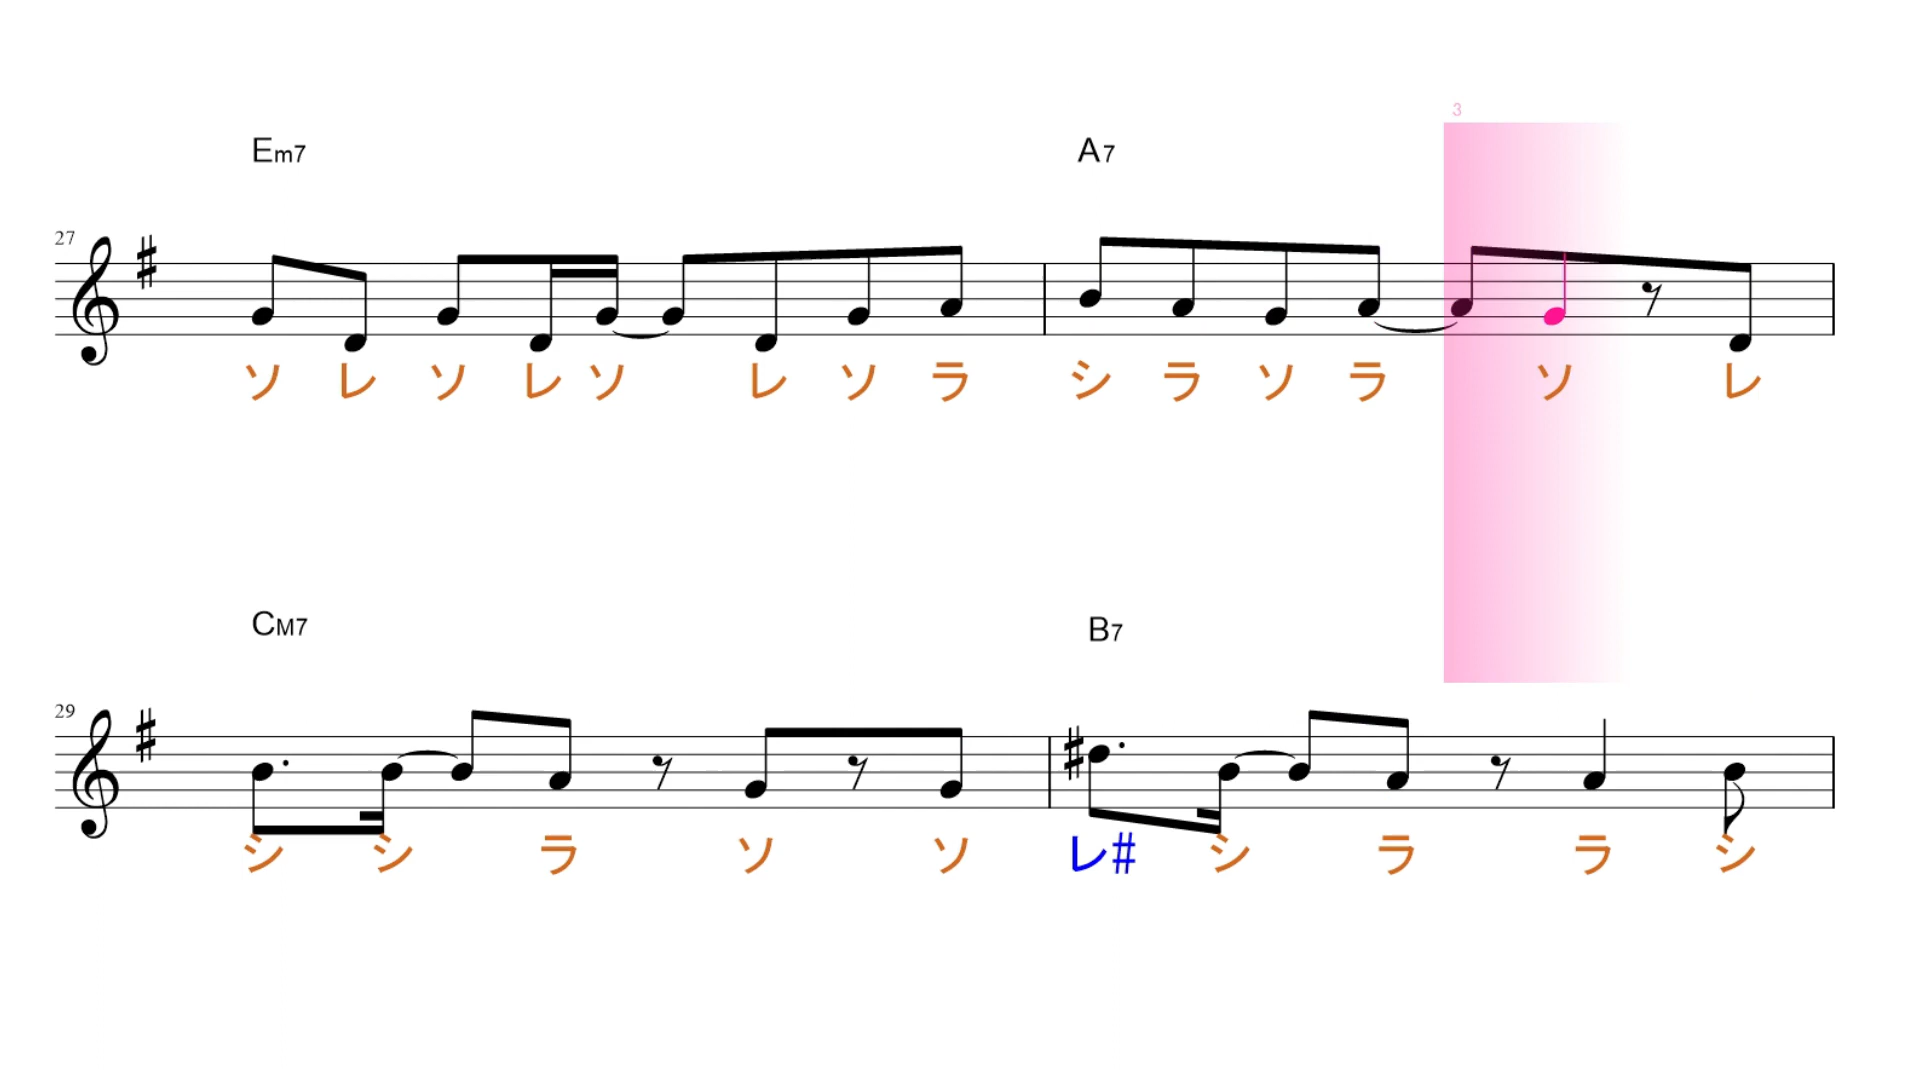 3
Em7 A7
27
ソ レ ソ レ ソ レ ソ ラ シ ラ ソ ラ ソ レ
CM7 B7
29
シ シ ラ ソ ソ レ# シ ラ ラ シ